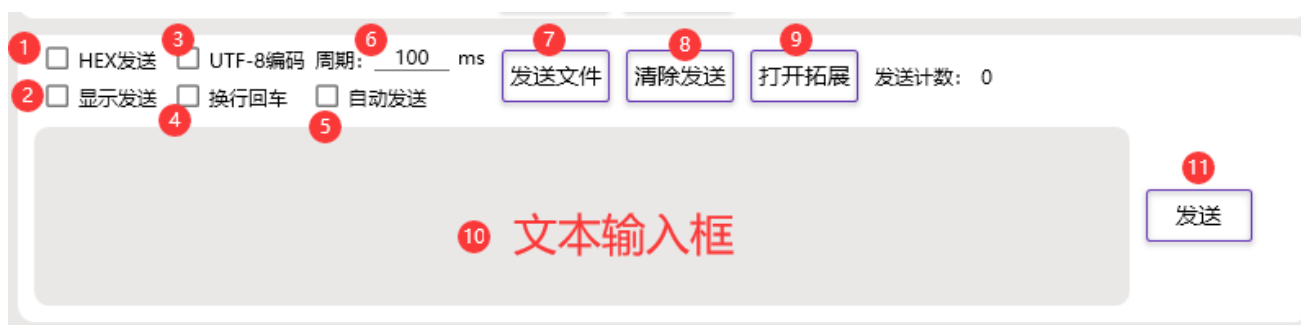 1 HEX发送 3 UTF-8编码 6 周期: 100 ms 7 发送文件 8 清除发送 9 打开拓展 发送计数: 0
2 显示发送 4 换行回车 5 自动发送
10 文本输入框
11 发送